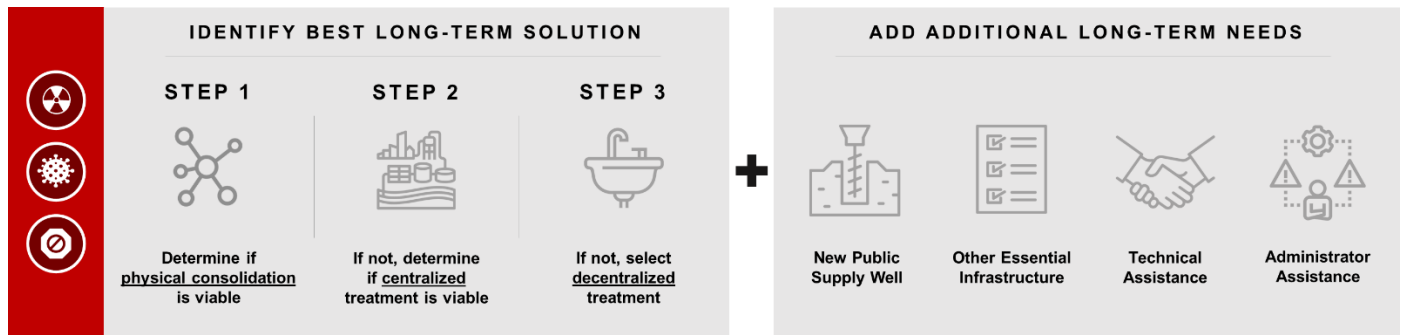 IDENTIFY BEST LONG-TERM SOLUTION
STEP 1
Determine if
physical consolidation
is viable
STEP 2
If not, determine
if centralized
treatment is viable
STEP 3
If not, select
decentralized
treatment
+
ADD ADDITIONAL LONG-TERM NEEDS
New Public
Supply Well
Other Essential
Infrastructure
Technical
Assistance
Administrator
Assistance